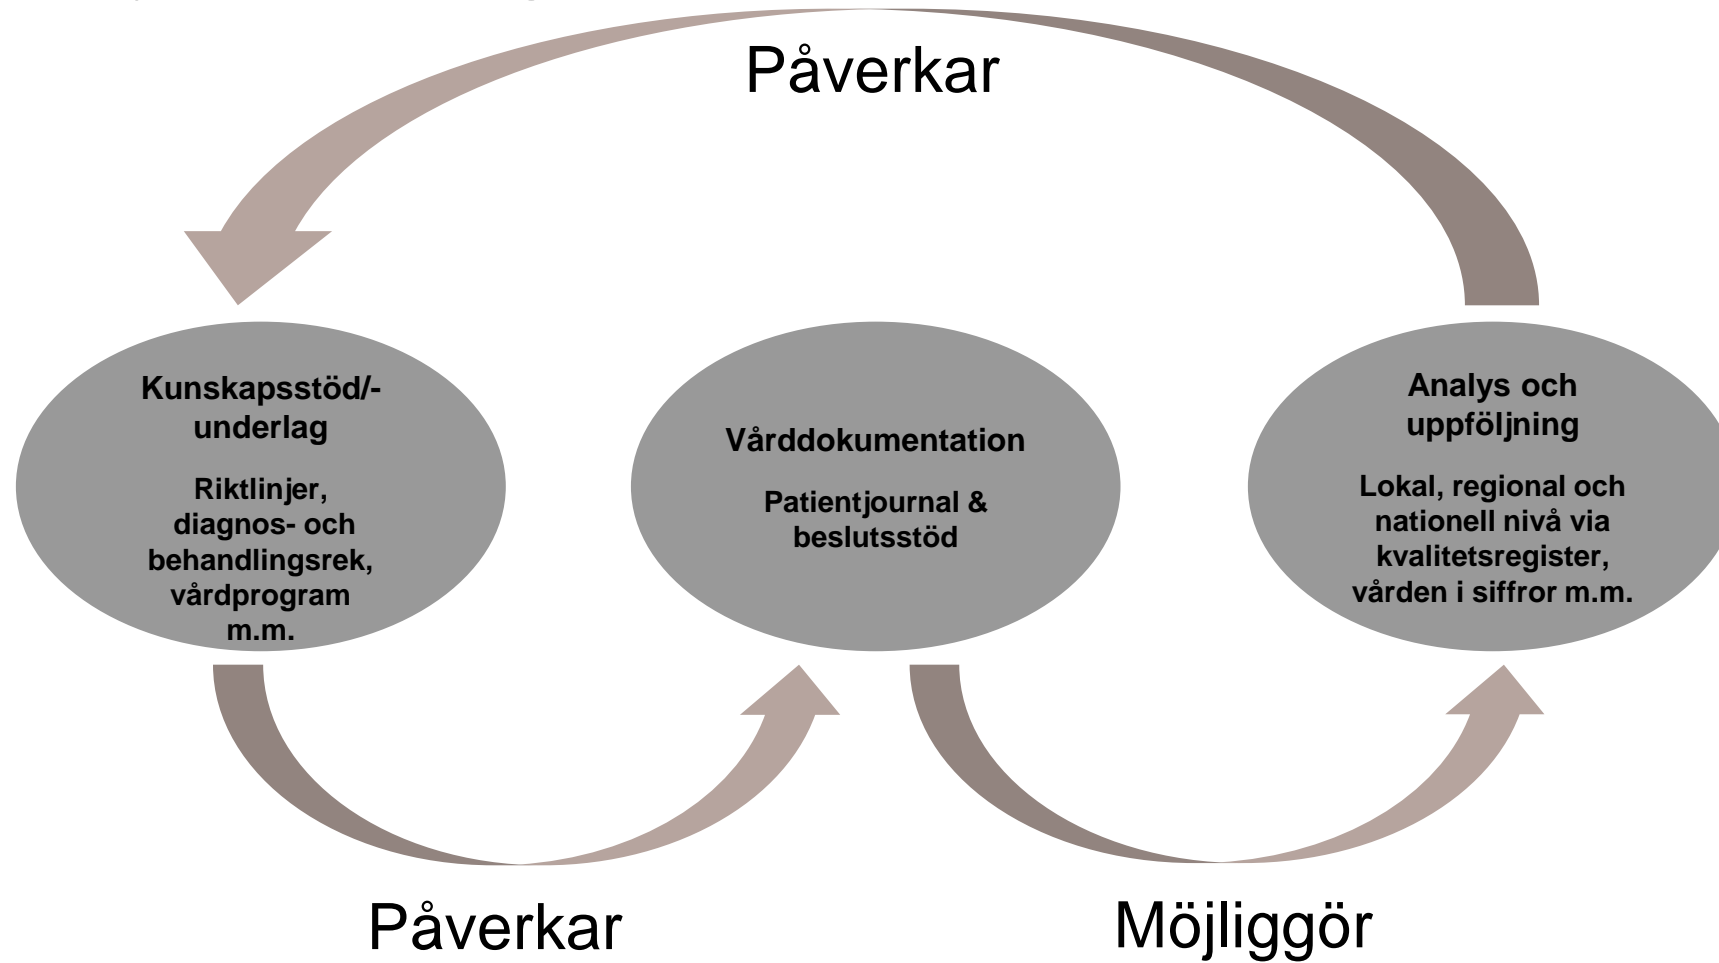 Påverkar
Kunskapsstöd/-
underlag
Riktlinjer,
diagnos- och
behandlingsrek,
vårdprogram
m.m.
Vårddokumentation
Patientjournal &
beslutsstöd
Analys och
uppföljning
Lokal, regional och
nationell nivå via
kvalitetsregister,
vården i siffror m.m.
Påverkar
Möjliggör